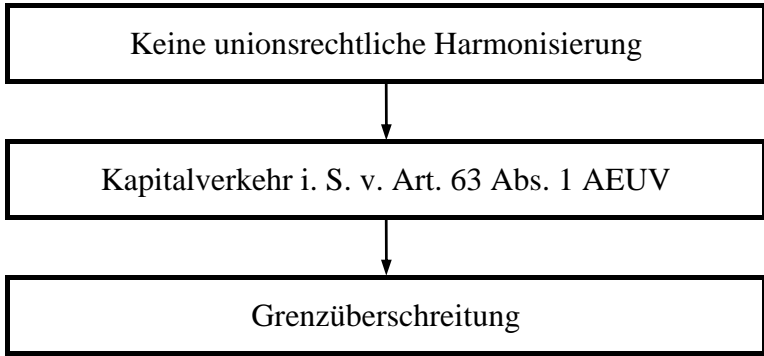 Keine unionsrechtliche Harmonisierung
Kapitalverkehr i. S. v. Art. 63 Abs. 1 AEUV
Grenzüberschreitung